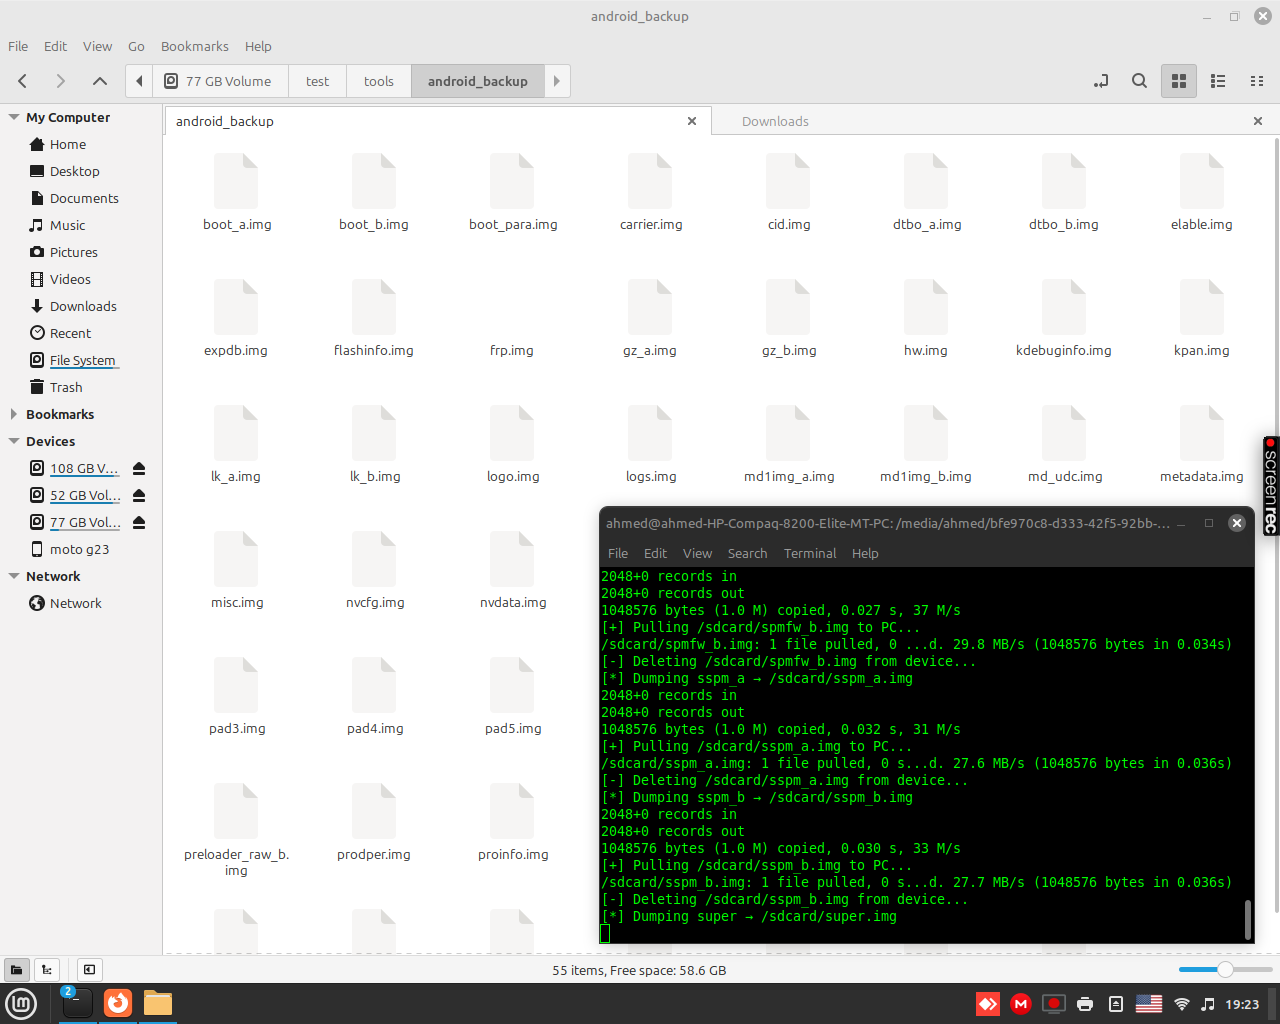 android_backup
File Edit View Go Bookmarks Help
77 GB Volume test tools android_backup
My Computer
Home
Desktop
Documents
Music
Pictures
Videos
Downloads
Recent
File System
Trash
Bookmarks
Devices
108 GB V...
52 GB Vol...
77 GB Vol...
moto g23
Network
Network
android_backup Downloads
boot_a.img boot_b.img boot_para.img carrier.img cid.img dtbo_a.img dtbo_b.img elable.img
expdb.img flashinfo.img frp.img gz_a.img gz_b.img hw.img kdebuginfo.img kpan.img
lk_a.img lk_b.img logo.img logs.img md1img_a.img md1img_b.img md_udc.img metadata.img
misc.img nvcfg.img nvdata.img
pad3.img pad4.img pad5.img
preloader_raw_b.
img prodper.img proinfo.img
screenrec
ahmed@ahmed-HP-Compaq-8200-Elite-MT-PC: /media/ahmed/bfe970c8-d333-42f5-92bb-...
File Edit View Search Terminal Help
2048+0 records in
2048+0 records out
1048576 bytes (1.0 M) copied, 0.027 s, 37 M/s
[+] Pulling /sdcard/spmfw_b.img to PC...
/sdcard/spmfw_b.img: 1 file pulled, 0 ...d. 29.8 MB/s (1048576 bytes in 0.034s)
[-] Deleting /sdcard/spmfw_b.img from device...
[*] Dumping sspm_a → /sdcard/sspm_a.img
2048+0 records in
2048+0 records out
1048576 bytes (1.0 M) copied, 0.032 s, 31 M/s
[+] Pulling /sdcard/sspm_a.img to PC...
/sdcard/sspm_a.img: 1 file pulled, 0 s...d. 27.6 MB/s (1048576 bytes in 0.036s)
[-] Deleting /sdcard/sspm_a.img from device...
[*] Dumping sspm_b → /sdcard/sspm_b.img
2048+0 records in
2048+0 records out
1048576 bytes (1.0 M) copied, 0.030 s, 33 M/s
[+] Pulling /sdcard/sspm_b.img to PC...
/sdcard/sspm_b.img: 1 file pulled, 0 s...d. 27.7 MB/s (1048576 bytes in 0.036s)
[-] Deleting /sdcard/sspm_b.img from device...
[*] Dumping super → /sdcard/super.img
55 items, Free space: 58.6 GB
2
19:23